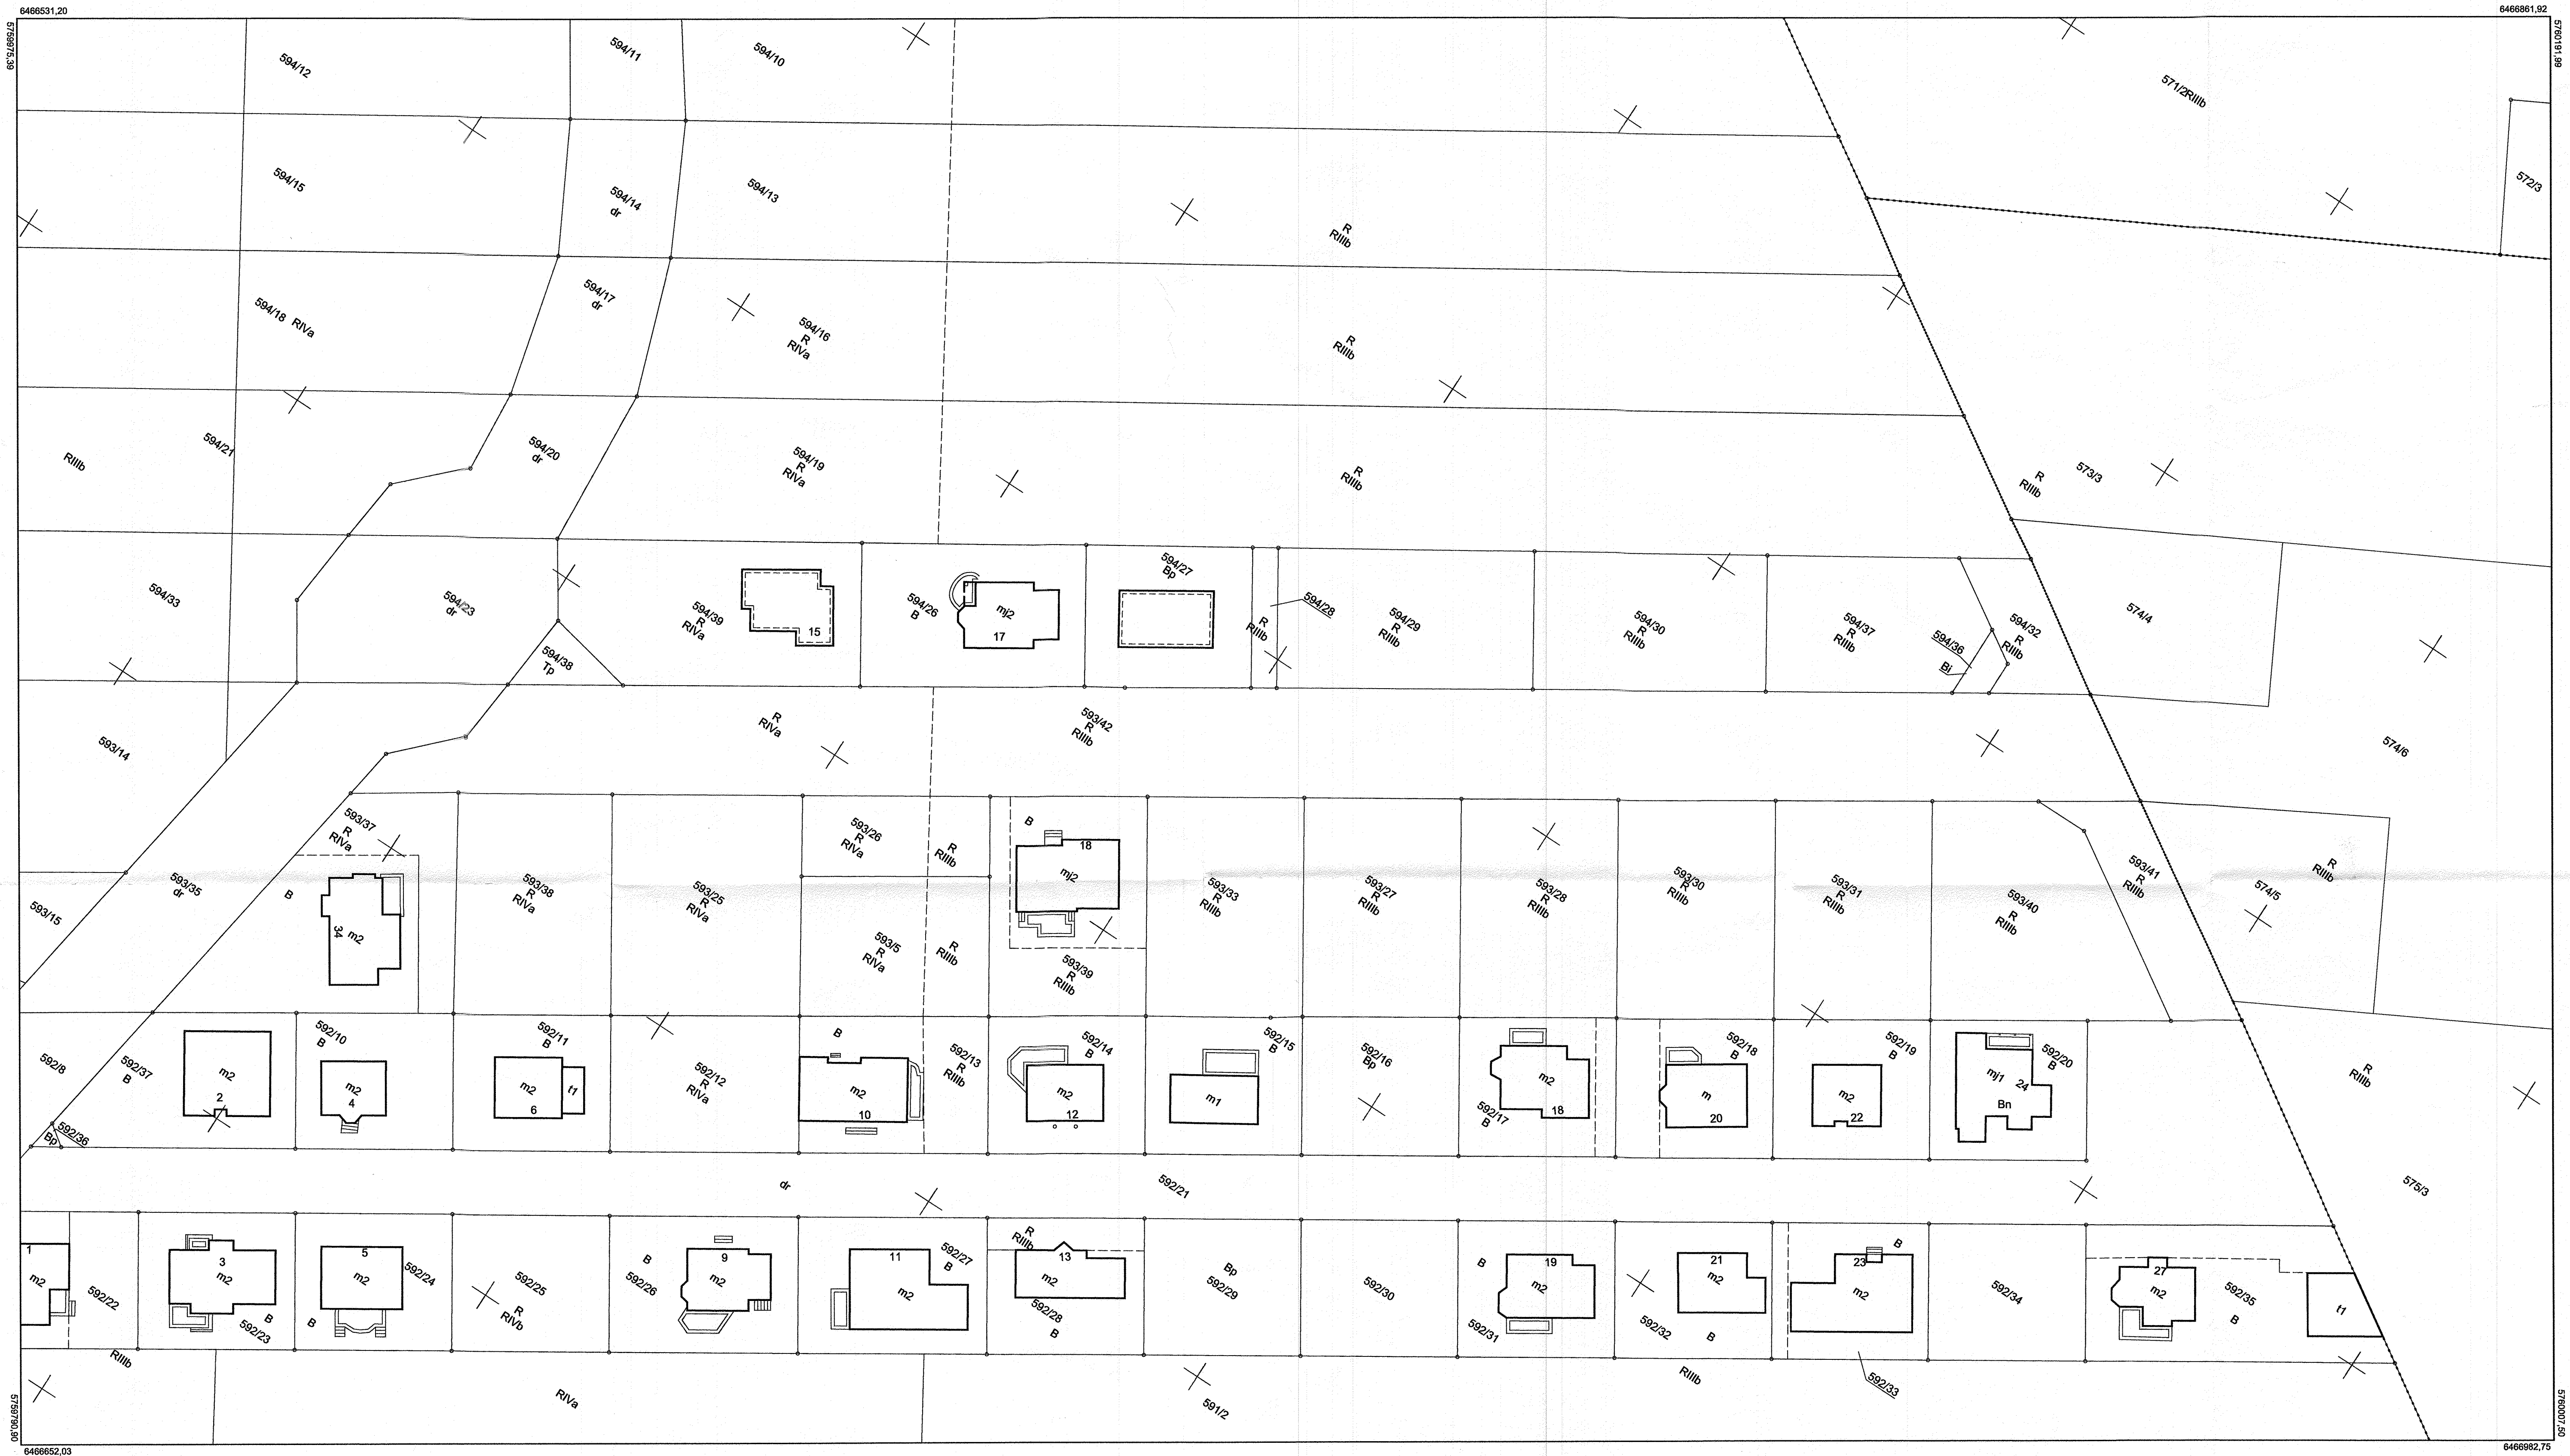 6466531,20
6466861,92
5759975,39
5760191,99
594/12
594/11
594/10
571/2RIIIb
572/3
594/15
594/14
dr
594/13
R
RIIIb
594/18 RIVa
594/17
dr
594/16
R
RIVa
R
RIIIb
RIIIb
594/21
594/20
dr
594/19
R
RIVa
R
RIIIb
R
RIIIb
573/3
594/33
594/23
dr
594/38
Tp
594/39
R
RIVa
15
594/26
B
mj2
17
594/27
Bp
R
RIIIb
594/28
594/29
R
RIIIb
594/30
R
RIIIb
594/37
R
RIIIb
594/36
Bi
594/32
R
RIIIb
574/4
593/14
R
RIVa
593/42
R
RIIIb
574/6
593/15
593/35
dr
593/37
R
RIVa
B
34
m2
593/38
R
RIVa
593/25
R
RIVa
593/26
R
RIVa
R
RIIIb
593/5
R
RIVa
R
RIIIb
B
18
mj2
593/39
R
RIIIb
593/33
R
RIIIb
593/27
R
RIIIb
593/28
R
RIIIb
593/30
R
RIIIb
593/31
R
RIIIb
593/40
R
RIIIb
593/41
R
RIIIb
574/5
R
RIIIb
592/8
592/37
B
m2
2
592/36
Bp
592/10
B
m2
4
592/11
B
m2
6
t1
592/12
R
RIVa
B
m2
10
592/13
R
RIIIb
592/14
B
m2
12
592/15
B
m1
592/16
Bp
592/17
B
m2
18
592/18
B
m
20
592/19
B
m2
22
592/20
B
mj1
24
Bn
R
RIIIb
575/3
dr
592/21
1
m2
592/22
3
m2
B
592/23
5
m2
B
592/24
592/25
R
RIVb
B
592/26
9
m2
11
m2
592/27
B
R
RIIIb
13
m2
592/28
B
Bp
592/29
592/30
B
19
m2
592/31
21
m2
592/32
B
23
m2
B
592/33
592/34
27
m2
592/35
B
t1
RIIIb
RIVa
591/2
RIIIb
5759790,90
5760007,50
6466652,03
6466982,75